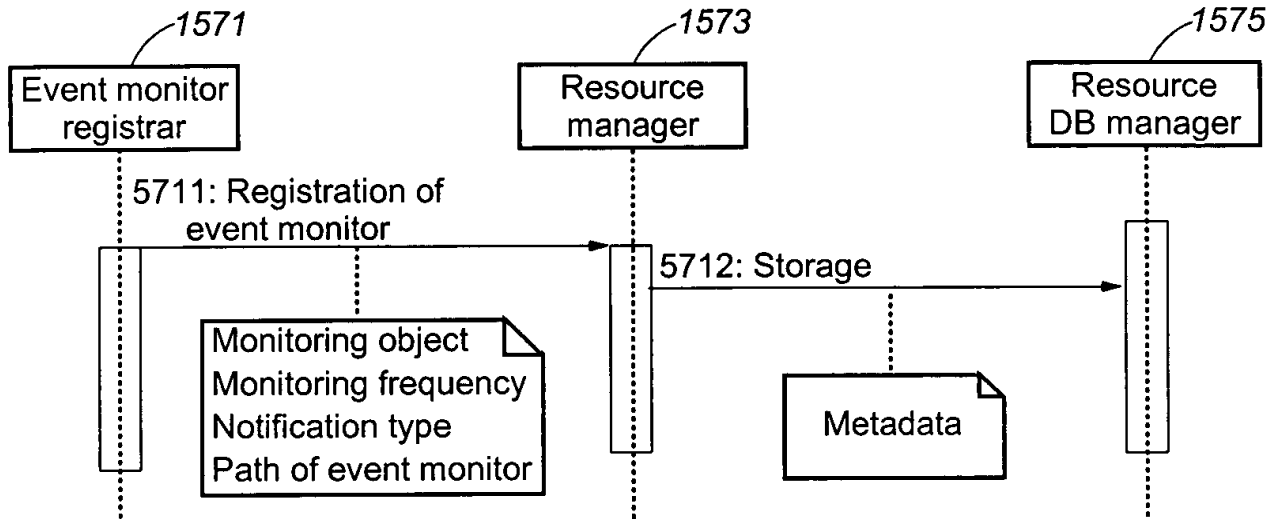 1571
1573
1575
Event monitor
registrar
Resource
manager
Resource
DB manager
5711: Registration of
event monitor
5712: Storage
Monitoring object
Monitoring frequency
Notification type
Path of event monitor
Metadata